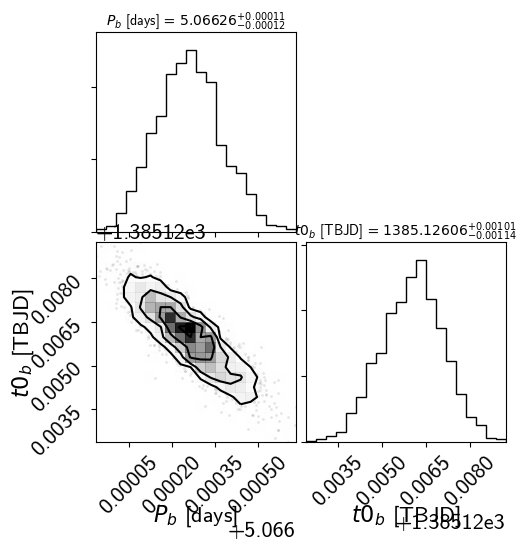 P_b [days] = 5.06626^{+0.00011}_{-0.00012}
+1.38512e3
t0_b [TBJD] = 1385.12606^{+0.00101}_{-0.00114}
0.0080
0.0065
0.0050
0.0035
t0_b [TBJD]
0.00005
0.00020
0.00035
0.00050
P_b [days]
+5.066
0.0035
0.0050
0.0065
0.0080
t0_b [TBJD]
+1.38512e3